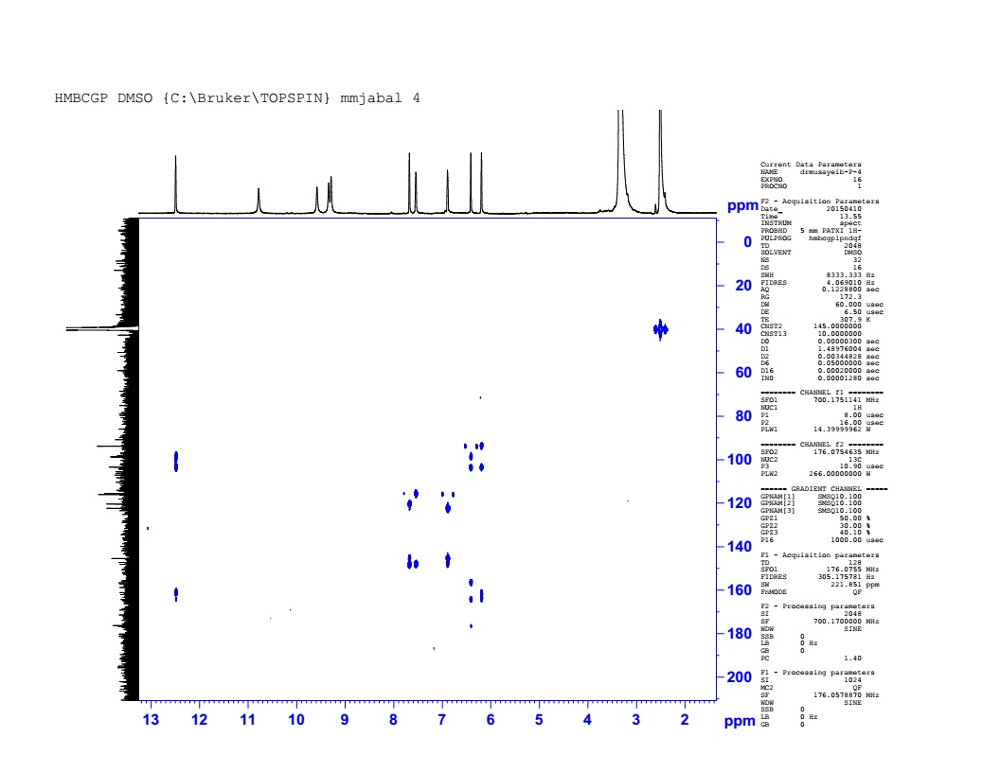 HMBCGP DMSO {C:\Bruker\TOPSPIN} mmjabal 4
ppm
0
20
40
60
80
100
120
140
160
180
200
13 12 11 10 9 8 7 6 5 4 3 2 ppm
Current Data Parameters
NAME drmusayeib-P-4
EXPNO 16
PROCNO 1
F2 - Acquisition Parameters
Date_ 20150410
Time 13.55
INSTRUM spect
PROBHD 5 mm PATXI 1H-
PULPROG hmbcgplpndqf
TD 2048
SOLVENT DMSO
NS 32
DS 16
SWH 8333.333 Hz
FIDRES 4.069010 Hz
AQ 0.1228800 sec
RG 172.3
DW 60.000 usec
DE 6.50 usec
TE 307.9 K
CNST2 145.0000000
CNST13 10.0000000
D0 0.00000300 sec
D1 1.48976004 sec
D2 0.00344828 sec
D6 0.05000000 sec
D16 0.00020000 sec
IN0 0.00001280 sec
======== CHANNEL f1 ========
SFO1 700.1751141 MHz
NUC1 1H
P1 8.00 usec
P2 16.00 usec
PLW1 14.39999962 W
======== CHANNEL f2 ========
SFO2 176.0754635 MHz
NUC2 13C
P3 10.90 usec
PLW2 266.00000000 W
====== GRADIENT CHANNEL =====
GPNAM[1] SMSQ10.100
GPNAM[2] SMSQ10.100
GPNAM[3] SMSQ10.100
GPZ1 50.00 %
GPZ2 30.00 %
GPZ3 40.10 %
P16 1000.00 usec
F1 - Acquisition parameters
TD 128
SFO1 176.0755 MHz
FIDRES 305.175781 Hz
SW 221.851 ppm
FnMODE QF
F2 - Processing parameters
SI 2048
SF 700.1700000 MHz
WDW SINE
SSB 0
LB 0 Hz
GB 0
PC 1.40
F1 - Processing parameters
SI 1024
MC2 QF
SF 176.0578870 MHz
WDW SINE
SSB 0
LB 0 Hz
GB 0